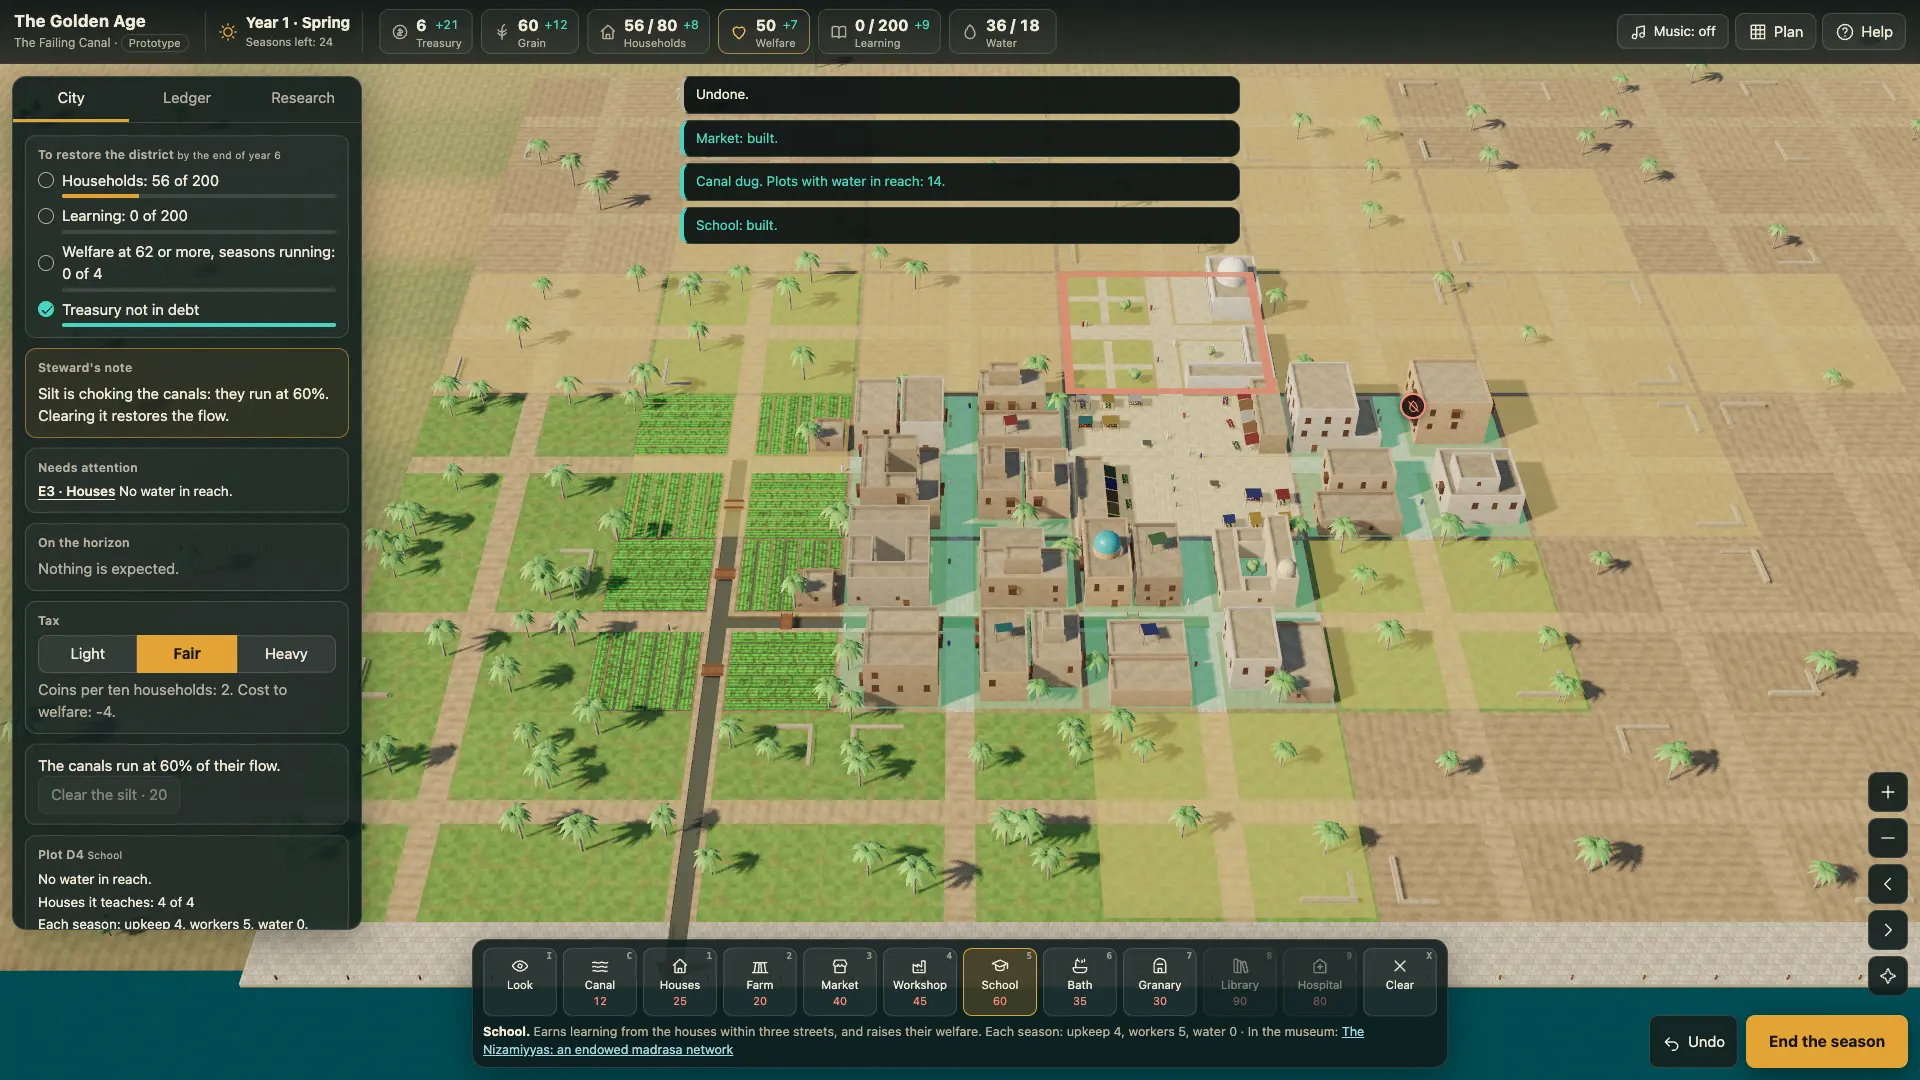 The Golden Age
The Failing Canal · Prototype
Year 1 · Spring
Seasons left: 24
6 +21
Treasury
60 +12
Grain
56 / 80 +8
Households
50 +7
Welfare
0 / 200 +9
Learning
36 / 18
Water
Music: off
Plan
Help
City
Ledger
Research
To restore the district by the end of year 6
Households: 56 of 200
Learning: 0 of 200
Welfare at 62 or more, seasons running:
0 of 4
Treasury not in debt
Steward's note
Silt is choking the canals: they run at 60%.
Clearing it restores the flow.
Needs attention
E3 · Houses No water in reach.
On the horizon
Nothing is expected.
Tax
Light
Fair
Heavy
Coins per ten households: 2. Cost to
welfare: -4.
The canals run at 60% of their flow.
Clear the silt · 20
Plot D4 School
No water in reach.
Houses it teaches: 4 of 4
Each season: upkeep 4, workers 5, water 0.
Undone.
Market: built.
Canal dug. Plots with water in reach: 14.
School: built.
I
Look
C
Canal
12
1
Houses
25
2
Farm
20
3
Market
40
4
Workshop
45
5
School
60
6
Bath
35
7
Granary
30
8
Library
90
9
Hospital
80
X
Clear
School. Earns learning from the houses within three streets, and raises their welfare. Each season: upkeep 4, workers 5, water 0 · In the museum: The
Nizamiyyas: an endowed madrasa network
Undo
End the season